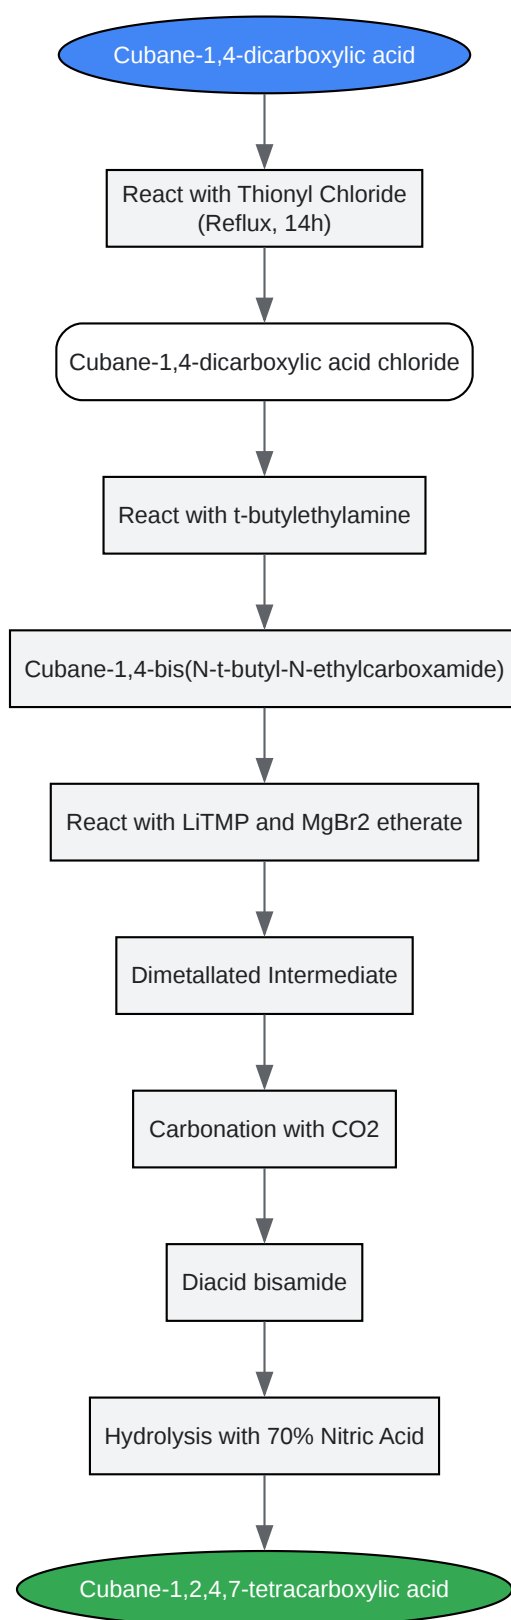 Cubane-1,4-dicarboxylic acid
React with Thionyl Chloride
(Reflux, 14h)
Cubane-1,4-dicarboxylic acid chloride
React with t-butylethylamine
Cubane-1,4-bis(N-t-butyl-N-ethylcarboxamide)
React with LiTMP and MgBr2 etherate
Dimetallated Intermediate
Carbonation with CO2
Diacid bisamide
Hydrolysis with 70% Nitric Acid
Cubane-1,2,4,7-tetracarboxylic acid